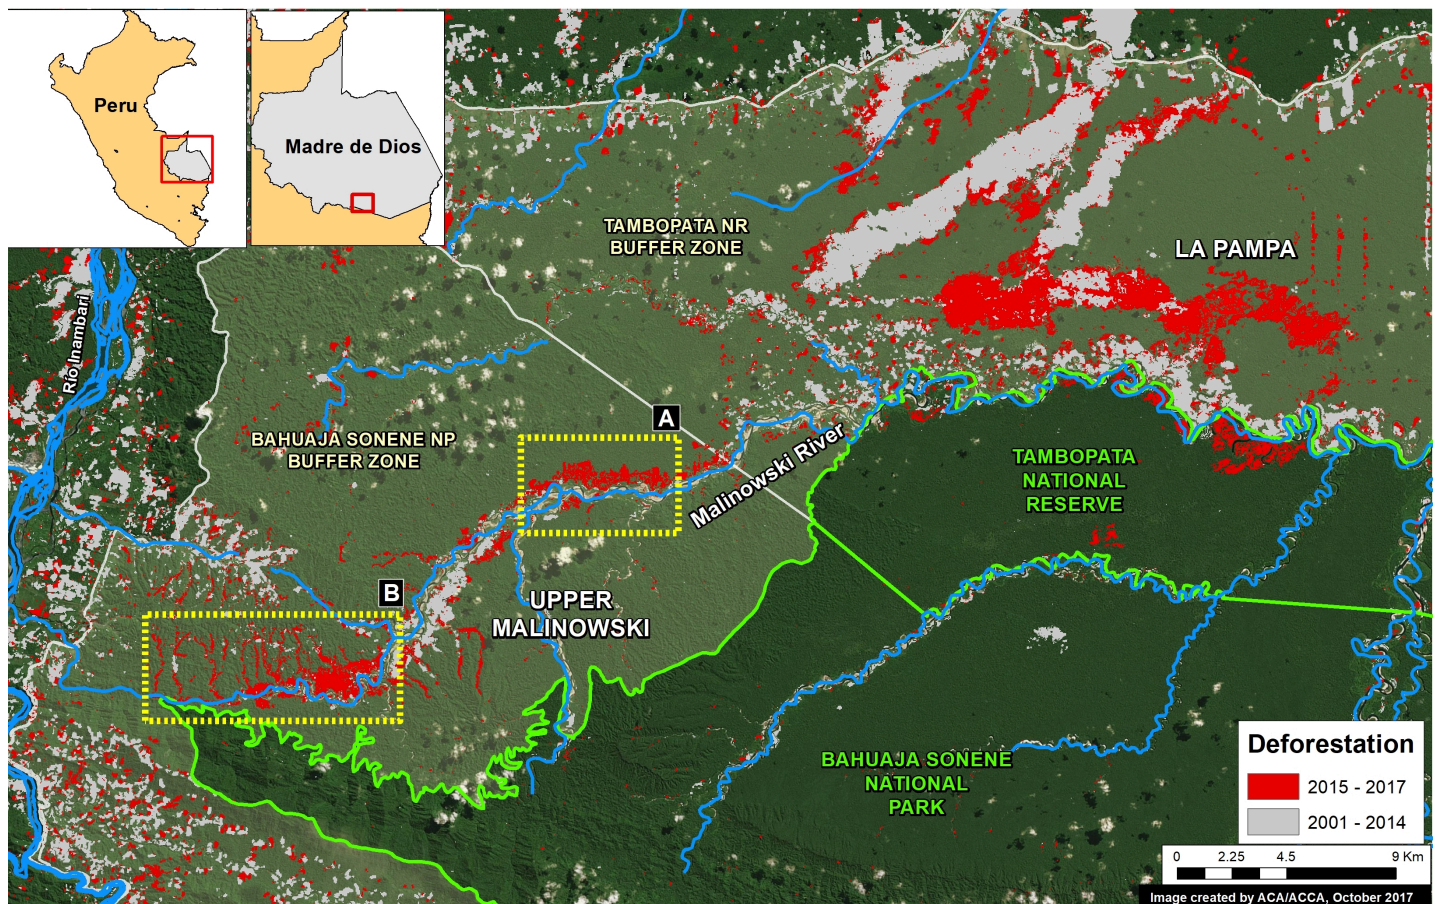 Peru
Madre de Dios
TAMBOPATA NR
BUFFER ZONE
LA PAMPA
Río Inambari
A
BAHUAJA SONENE NP
BUFFER ZONE
Malinowski River
TAMBOPATA
NATIONAL
RESERVE
B
UPPER
MALINOWSKI
BAHUAJA SONENE
NATIONAL
PARK
Deforestation
2015 - 2017
2001 - 2014
0 2.25 4.5 9 Km
Image created by ACA/ACCA, October 2017